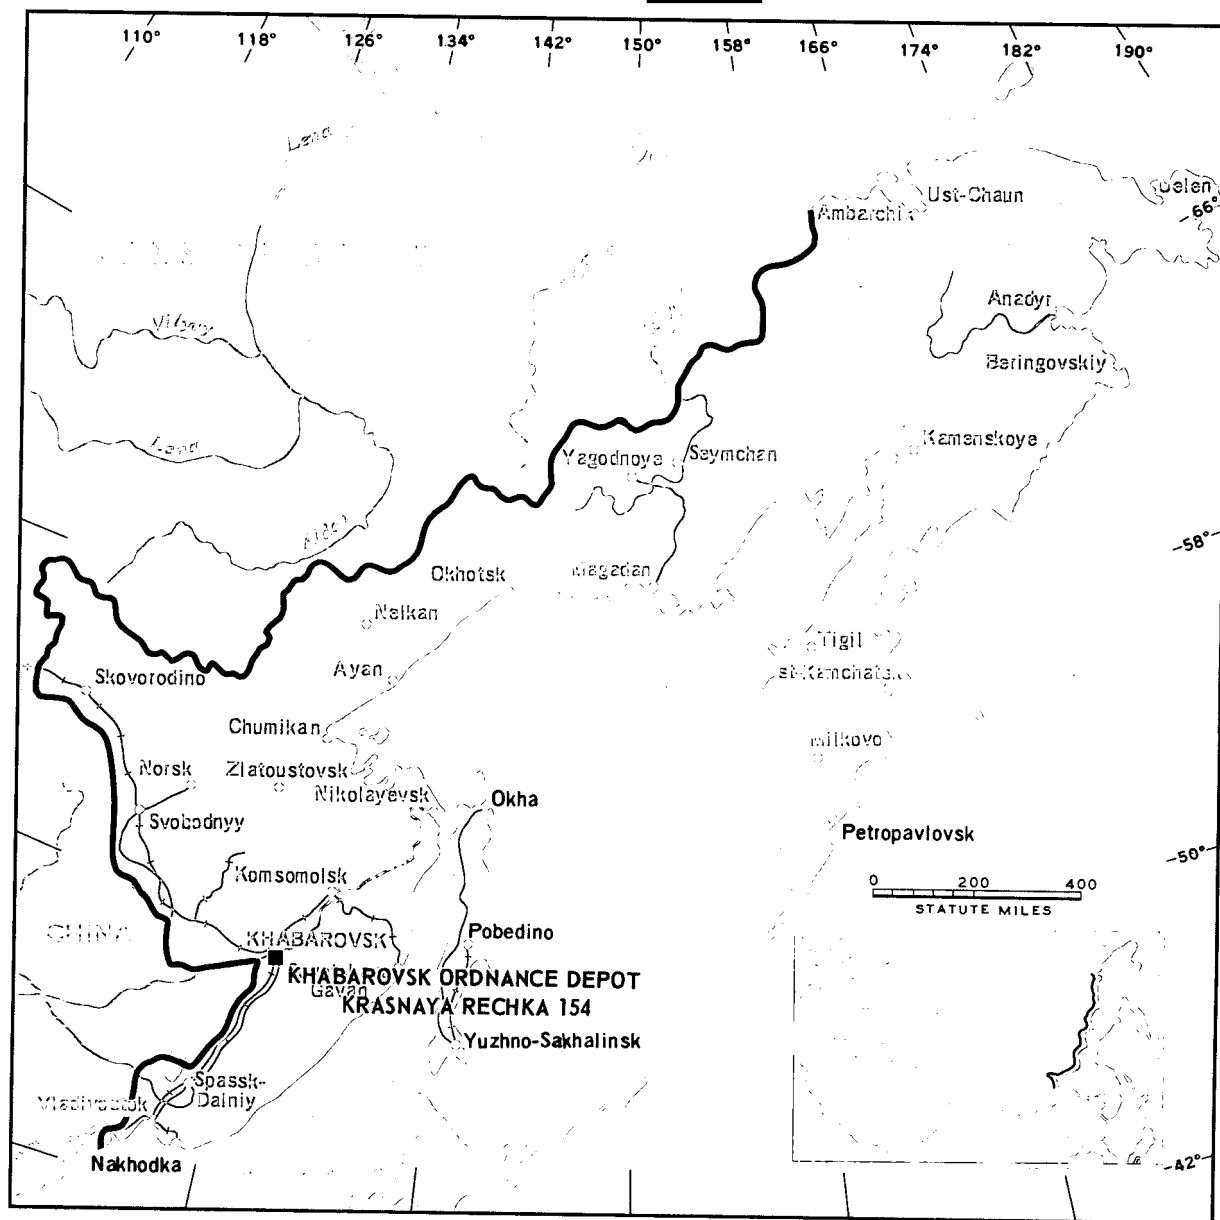 110° 118° 126° 134° 142° 150° 158° 166° 174° 182° 190°
Lena
Ust-Chaun
Ambarchik
66°
Anadyr
Vilyuy
Beringovskiy
Lena
Kamenskoye
Yagodnoye
Seymchan
Aldan
58°
Okhotsk
Magadan
Nelkan
Tigil
Ayan
Skovorodino
Chumikan
Milkovo
Norsk
Zlatoustovsk
Nikolayevsk
Okha
Svobodnyy
Petropavlovsk
50°
Komsomolsk
0 200 400
STATUTE MILES
CHINA
KHABAROVSK
Pobedino
KHABAROVSK ORDNANCE DEPOT
Gavan
KRASNAYA RECHKA 154
Yuzhno-Sakhalinsk
Spassk-
Dalniy
Vladivostok
Nakhodka
42°